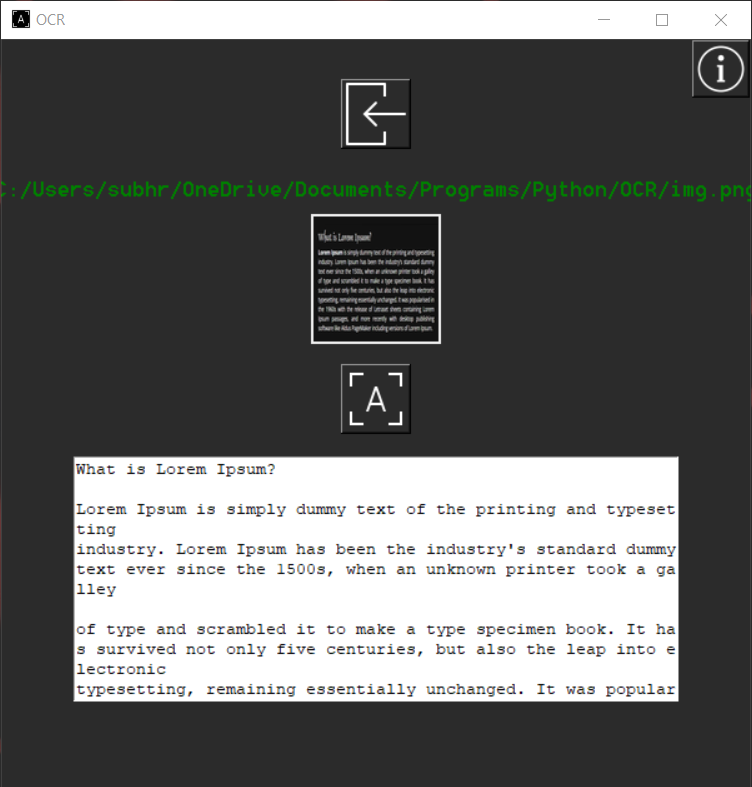 OCR
C:/Users/subhr/OneDrive/Documents/Programs/Python/OCR/img.png
What is Lorem Ipsum?
Lorem Ipsum is simply dummy text of the printing and typesetting
industry. Lorem Ipsum has been the industry's standard dummy
text ever since the 1500s, when an unknown printer took a galley
of type and scrambled it to make a type specimen book. It has
survived not only five centuries, but also the leap into electronic
typesetting, remaining essentially unchanged. It was popularised in
the 1960s with the release of Letraset sheets containing Lorem
Ipsum passages, and more recently with desktop publishing
software like Aldus PageMaker including versions of Lorem Ipsum.
A
What is Lorem Ipsum?
Lorem Ipsum is simply dummy text of the printing and typeset
ting
industry. Lorem Ipsum has been the industry's standard dummy
text ever since the 1500s, when an unknown printer took a ga
lley
of type and scrambled it to make a type specimen book. It ha
s survived not only five centuries, but also the leap into e
lectronic
typesetting, remaining essentially unchanged. It was popular